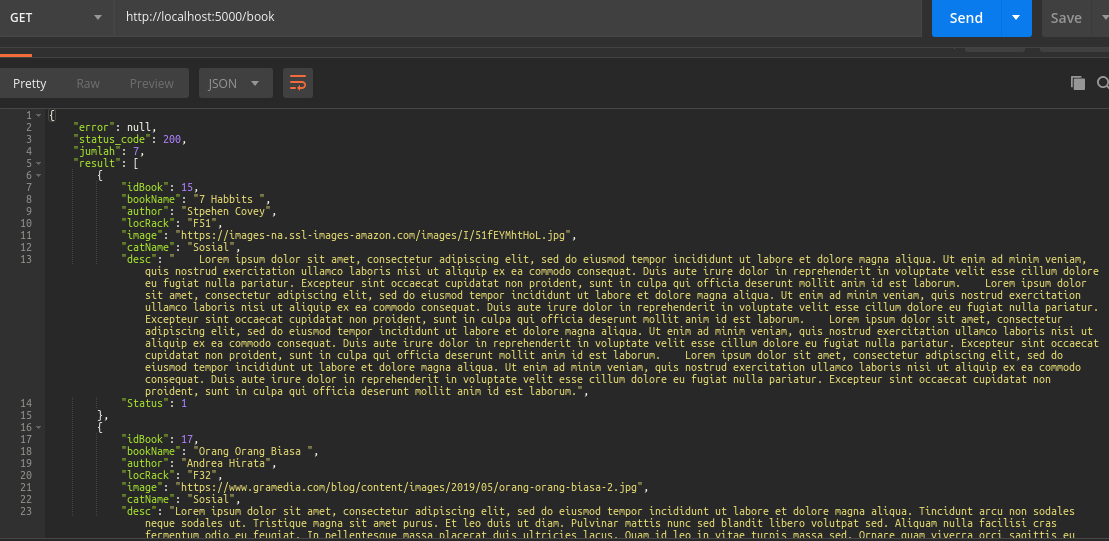 GET http://localhost:5000/book Send Save
Pretty Raw Preview JSON
1 {
2 "error": null,
3 "status_code": 200,
4 "jumlah": 7,
5 "result": [
6 {
7 "idBook": 15,
8 "bookName": "7 Habbits ",
9 "author": "Stpehen Covey",
10 "locRack": "F51",
11 "image": "https://images-na.ssl-images-amazon.com/images/I/51fEYMhtHoL.jpg",
12 "catName": "Sosial",
13 "desc": "    Lorem ipsum dolor sit amet, consectetur adipiscing elit, sed do eiusmod tempor incididunt ut labore et dolore magna aliqua. Ut enim ad minim veniam,
quis nostrud exercitation ullamco laboris nisi ut aliquip ex ea commodo consequat. Duis aute irure dolor in reprehenderit in voluptate velit esse cillum dolore
eu fugiat nulla pariatur. Excepteur sint occaecat cupidatat non proident, sunt in culpa qui officia deserunt mollit anim id est laborum.    Lorem ipsum dolor
sit amet, consectetur adipiscing elit, sed do eiusmod tempor incididunt ut labore et dolore magna aliqua. Ut enim ad minim veniam, quis nostrud exercitation
ullamco laboris nisi ut aliquip ex ea commodo consequat. Duis aute irure dolor in reprehenderit in voluptate velit esse cillum dolore eu fugiat nulla pariatur.
Excepteur sint occaecat cupidatat non proident, sunt in culpa qui officia deserunt mollit anim id est laborum.    Lorem ipsum dolor sit amet, consectetur
adipiscing elit, sed do eiusmod tempor incididunt ut labore et dolore magna aliqua. Ut enim ad minim veniam, quis nostrud exercitation ullamco laboris nisi ut
aliquip ex ea commodo consequat. Duis aute irure dolor in reprehenderit in voluptate velit esse cillum dolore eu fugiat nulla pariatur. Excepteur sint occaecat
cupidatat non proident, sunt in culpa qui officia deserunt mollit anim id est laborum.    Lorem ipsum dolor sit amet, consectetur adipiscing elit, sed do
eiusmod tempor incididunt ut labore et dolore magna aliqua. Ut enim ad minim veniam, quis nostrud exercitation ullamco laboris nisi ut aliquip ex ea commodo
consequat. Duis aute irure dolor in reprehenderit in voluptate velit esse cillum dolore eu fugiat nulla pariatur. Excepteur sint occaecat cupidatat non
proident, sunt in culpa qui officia deserunt mollit anim id est laborum.",
14 "Status": 1
15 },
16 {
17 "idBook": 17,
18 "bookName": "Orang Orang Biasa ",
19 "author": "Andrea Hirata",
20 "locRack": "F32",
21 "image": "https://www.gramedia.com/blog/content/images/2019/05/orang-orang-biasa-2.jpg",
22 "catName": "Sosial",
23 "desc": "Lorem ipsum dolor sit amet, consectetur adipiscing elit, sed do eiusmod tempor incididunt ut labore et dolore magna aliqua. Tincidunt arcu non sodales
neque sodales ut. Tristique magna sit amet purus. Et leo duis ut diam. Pulvinar mattis nunc sed blandit libero volutpat sed. Aliquam nulla facilisi cras
fermentum odio eu feugiat. In pellentesque massa placerat duis ultricies lacus. Quam id leo in vitae turpis massa sed. Ornare quam viverra orci sagittis eu